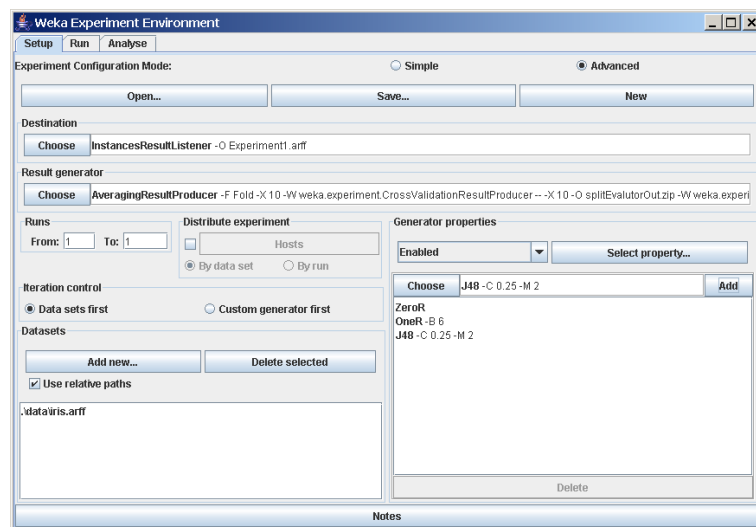 Weka Experiment Environment
Setup Run Analyse
Experiment Configuration Mode: Simple Advanced
Open... Save... New
Destination
Choose InstancesResultListener -O Experiment1.arff
Result generator
Choose AveragingResultProducer -F Fold -X 10 -W weka.experiment.CrossValidationResultProducer -- -X 10 -O splitEvalutorOut.zip -W weka.experi
Runs
From: 1 To: 1
Distribute experiment
Hosts
By data set By run
Generator properties
Enabled Select property...
Iteration control
Data sets first Custom generator first
Choose J48 -C 0.25 -M 2 Add
ZeroR
OneR -B 6
J48 -C 0.25 -M 2
Datasets
Add new... Delete selected
Use relative paths
.\data\iris.arff
Delete
Notes